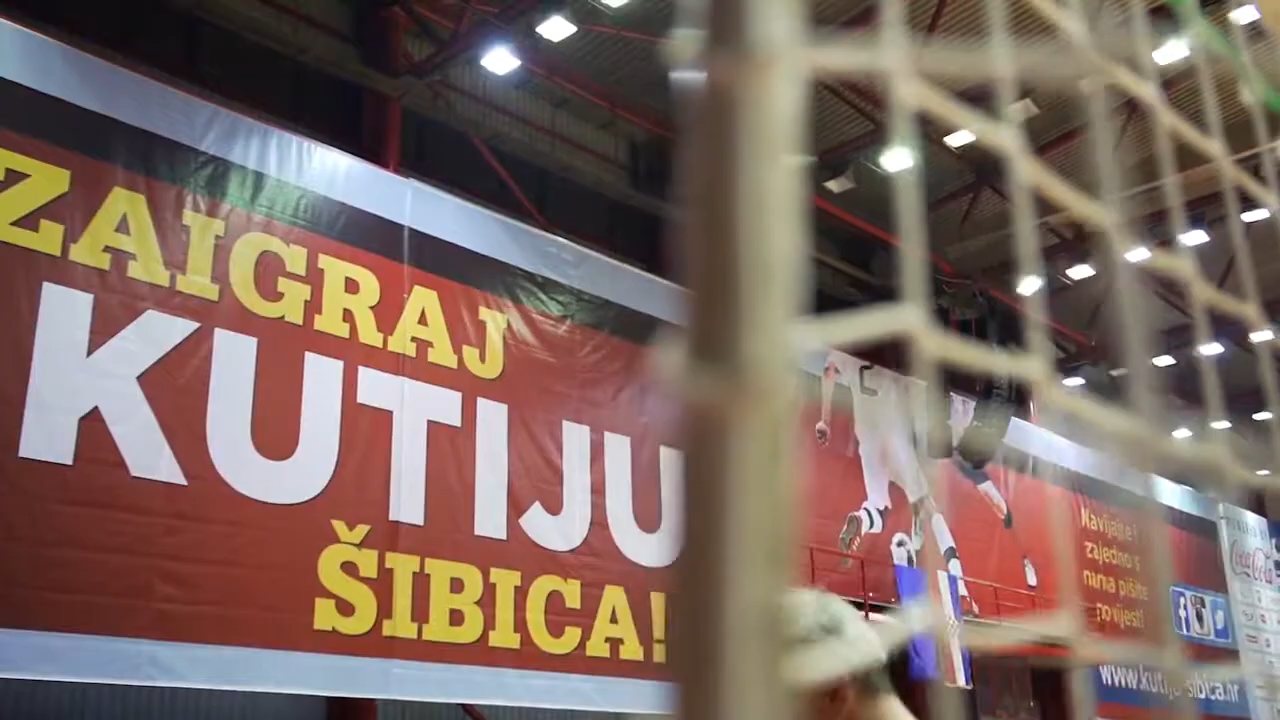 ZAIGRAJ
KUTIJU
ŠIBICA!
Navijajte i
zajedno s
nama pišite
povijest!
Coca-Cola